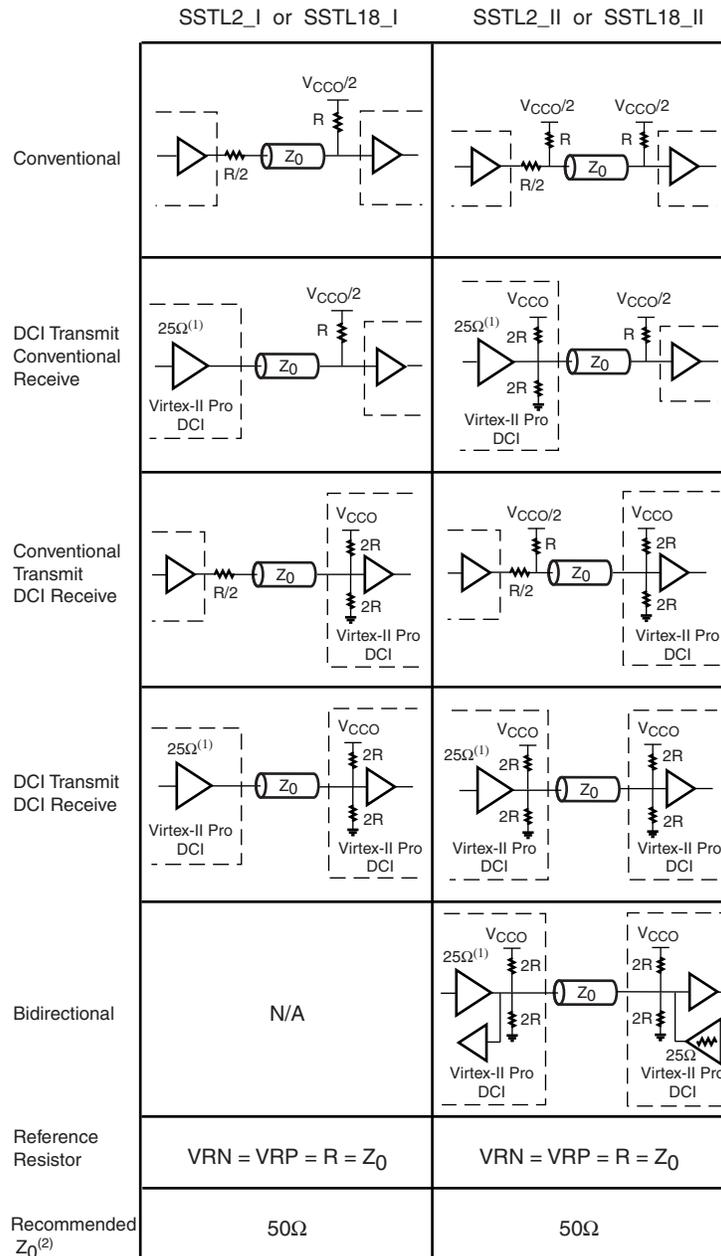 SSTL2_I or SSTL18_I
SSTL2_II or SSTL18_II
Conventional
R/2
Z0
R
VCCO/2
R/2
VCCO/2
R
Z0
VCCO/2
R
DCI Transmit
Conventional
Receive
25Ω(1)
Virtex-II Pro
DCI
Z0
VCCO/2
R
25Ω(1)
VCCO
2R
2R
Virtex-II Pro
DCI
Z0
VCCO/2
R
Conventional
Transmit
DCI Receive
R/2
Z0
VCCO
2R
2R
Virtex-II Pro
DCI
R/2
VCCO/2
R
Z0
VCCO
2R
2R
Virtex-II Pro
DCI
DCI Transmit
DCI Receive
25Ω(1)
Virtex-II Pro
DCI
Z0
VCCO
2R
2R
Virtex-II Pro
DCI
25Ω(1)
VCCO
2R
2R
Virtex-II Pro
DCI
Z0
VCCO
2R
2R
Virtex-II Pro
DCI
Bidirectional
N/A
25Ω(1)
VCCO
2R
2R
Virtex-II Pro
DCI
Z0
VCCO
2R
2R
25Ω
Virtex-II Pro
DCI
Reference
Resistor
VRN = VRP = R = Z0
VRN = VRP = R = Z0
Recommended
Z0(2)
50Ω
50Ω